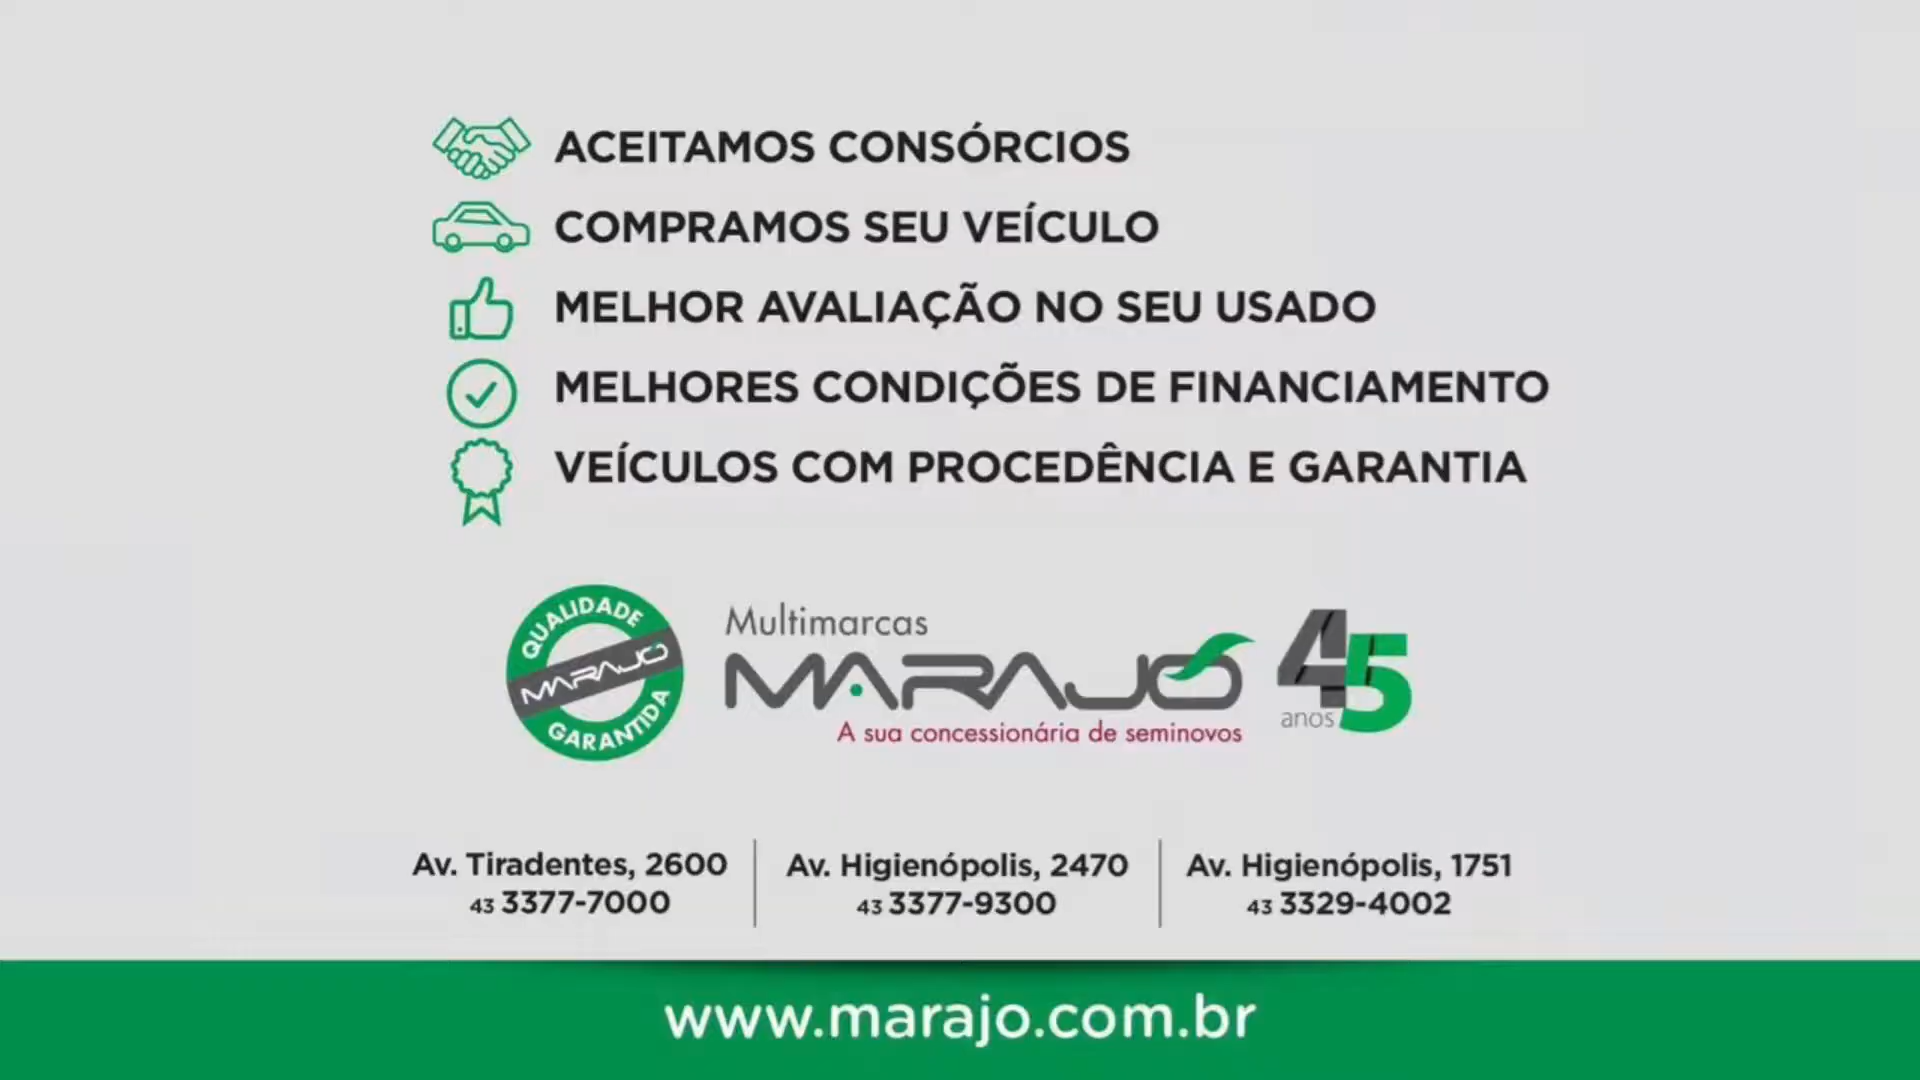 ACEITAMOS CONSÓRCIOS
COMPRAMOS SEU VEÍCULO
MELHOR AVALIAÇÃO NO SEU USADO
MELHORES CONDIÇÕES DE FINANCIAMENTO
VEÍCULOS COM PROCEDÊNCIA E GARANTIA
QUALIDADE
MARAJÓ
GARANTIDA
Multimarcas
MARAJÓ
A sua concessionária de seminovos
45
anos
Av. Tiradentes, 2600
43 3377-7000
Av. Higienópolis, 2470
43 3377-9300
Av. Higienópolis, 1751
43 3329-4002
www.marajo.com.br